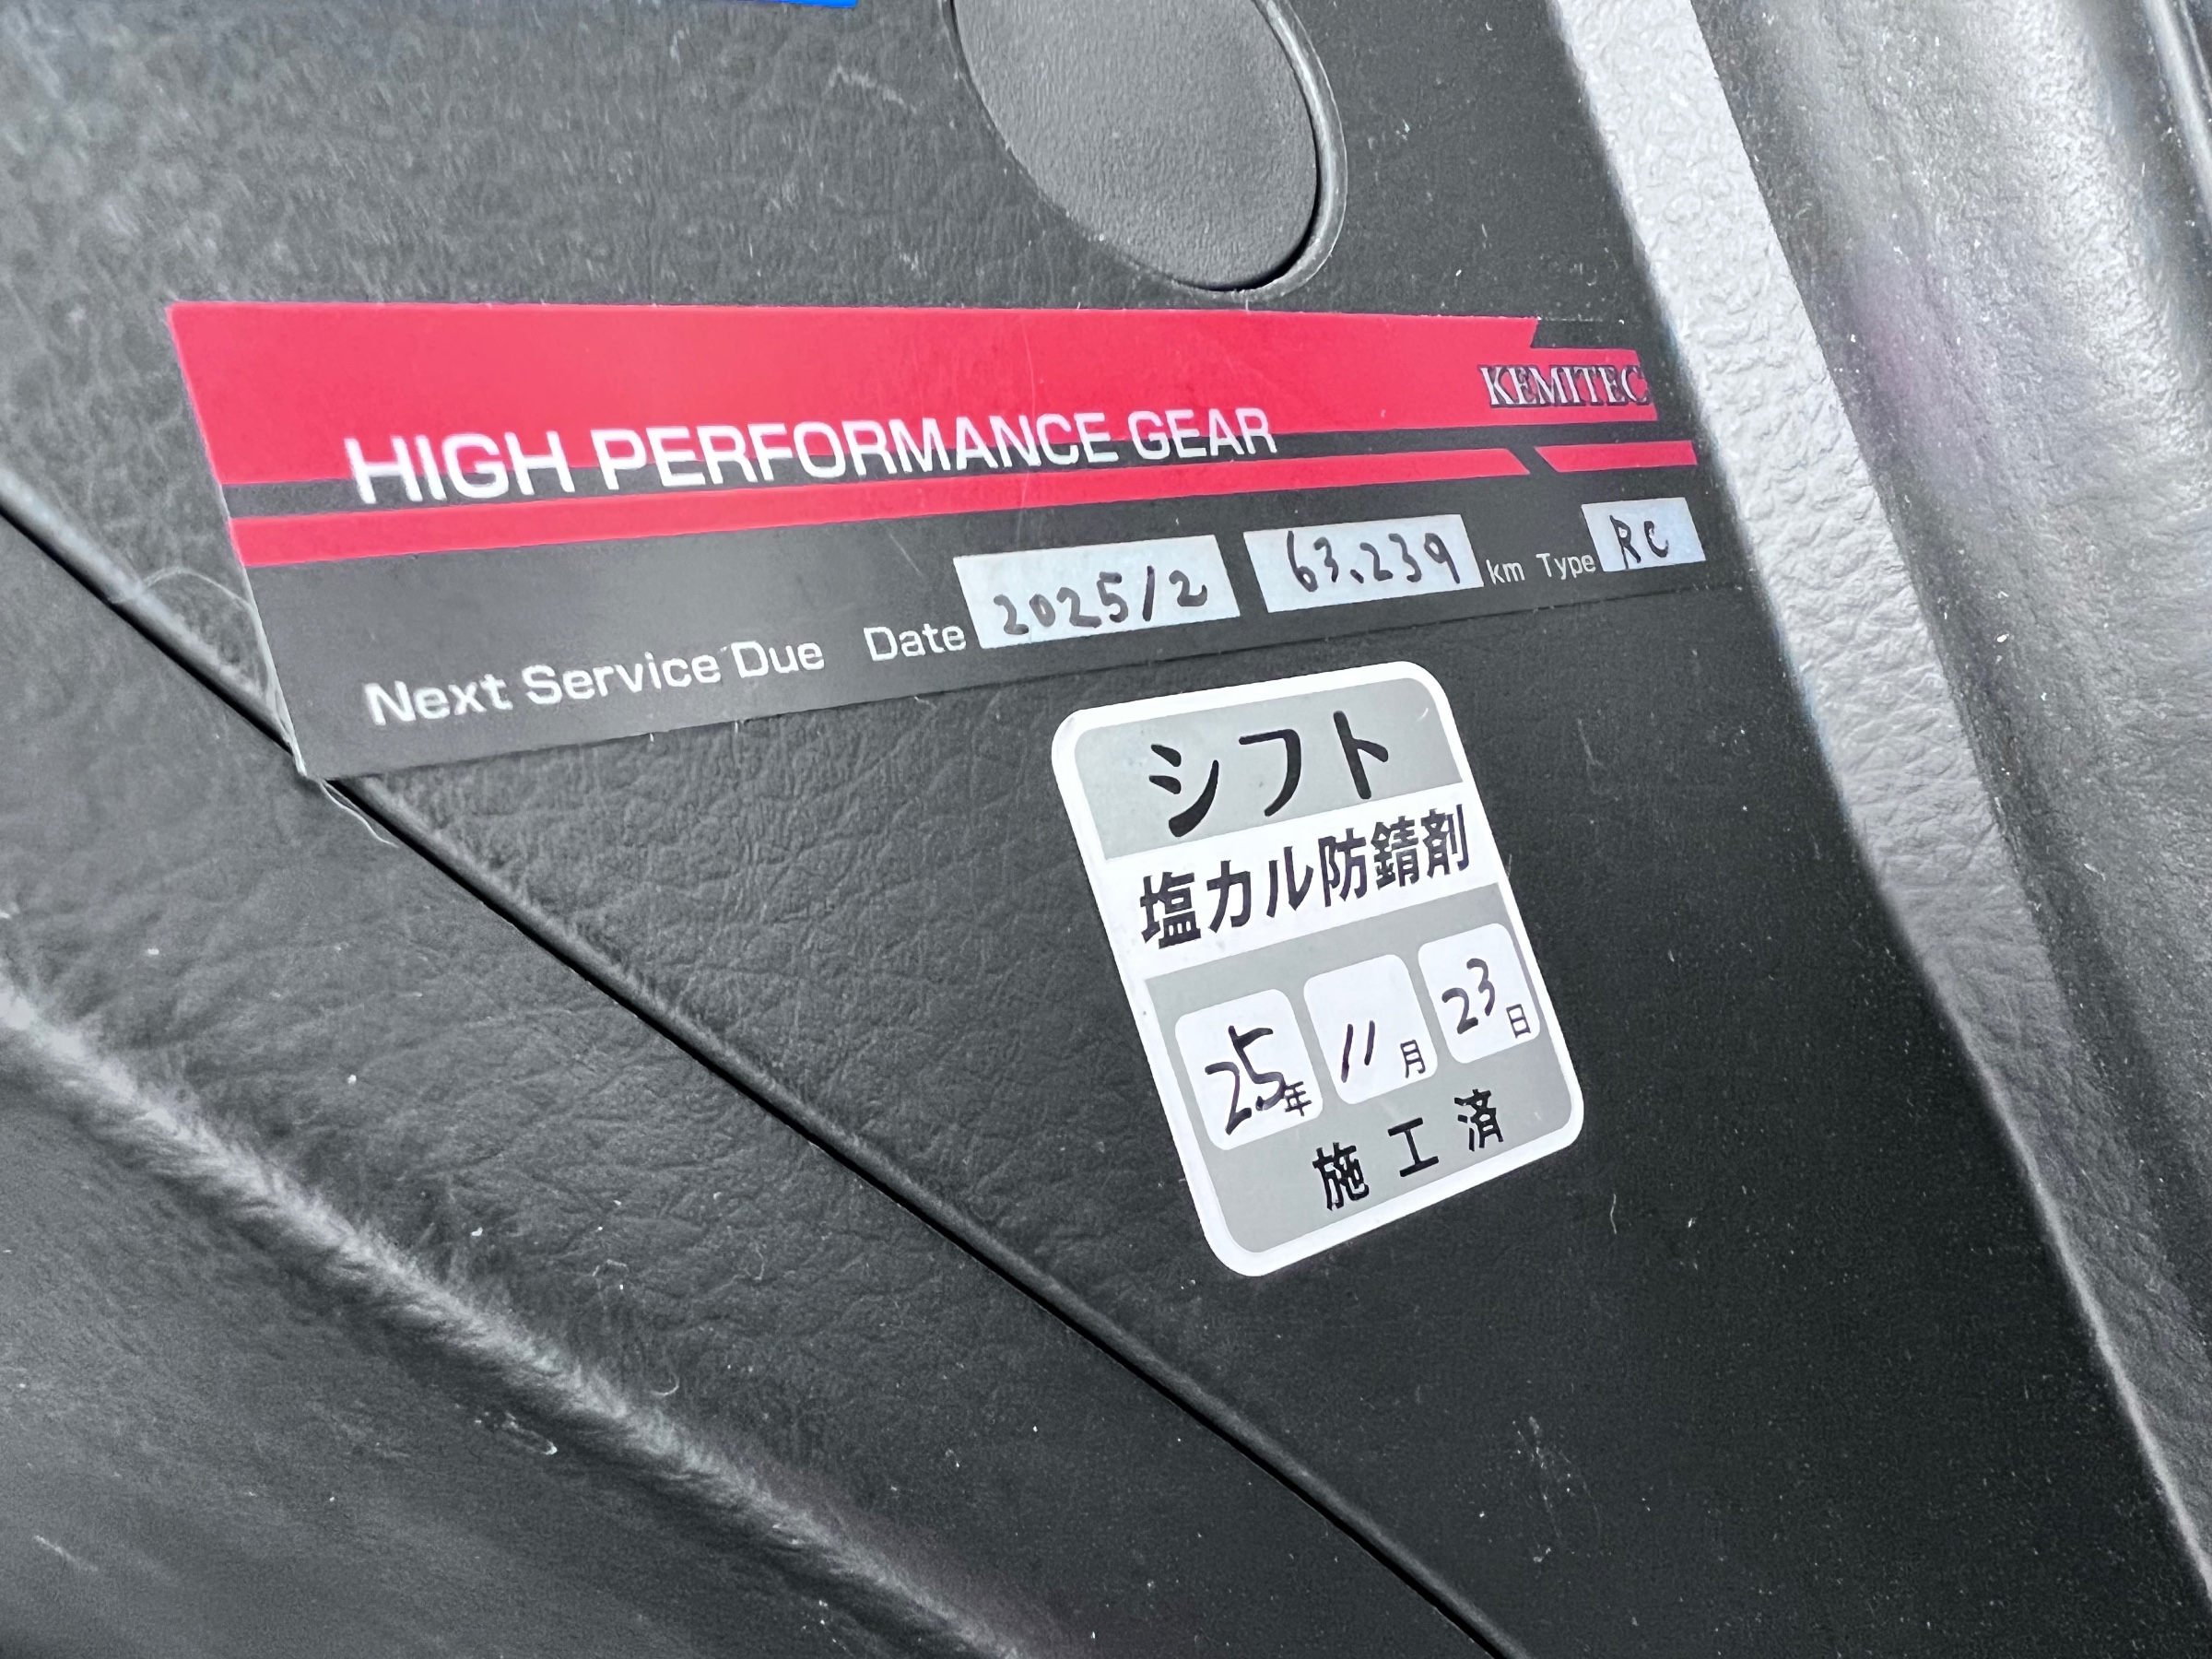 KEMITEC
HIGH PERFORMANCE GEAR
Next Service Due Date 2025/2 63.239 km Type RC
シフト
塩カル防錆剤
25年 11月 23日
施工済